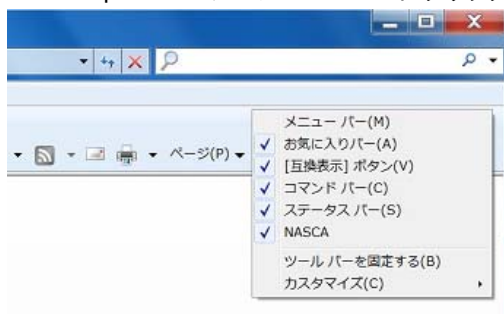 ページ(P)
メニュー バー(M)
お気に入りバー(A)
[互換表示] ボタン(V)
コマンド バー(C)
ステータス バー(S)
NASCA
ツール バーを固定する(B)
カスタマイズ(C)